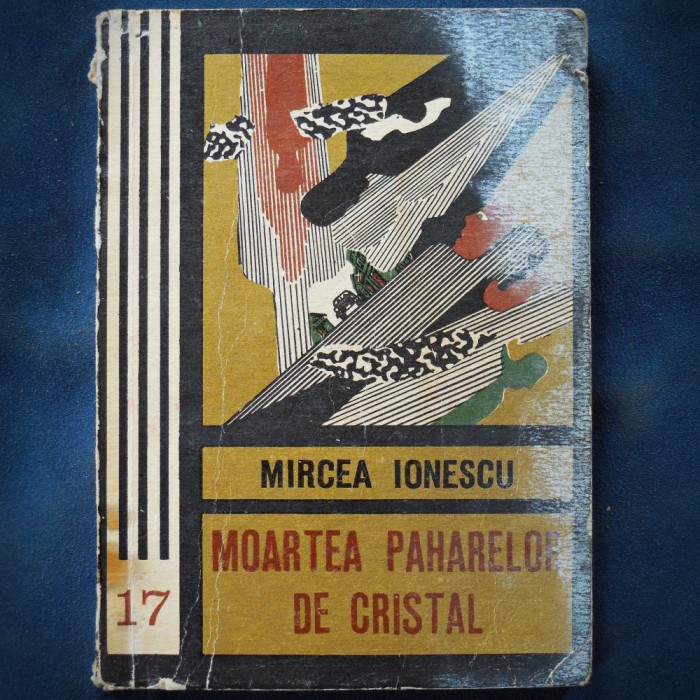 MIRCEA IONESCU
MOARTEA PAHARELOR
DE CRISTAL
17